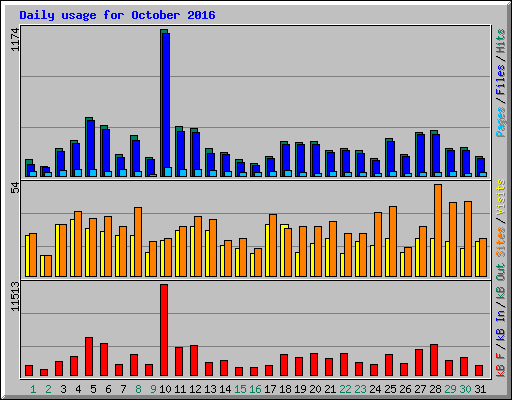 Daily usage for October 2016
1174
Pages / Files / Hits
54
Sites / Visits
11513
kB F / kB In / kB Out
1 2 3 4 5 6 7 8 9 10 11 12 13 14 15 16 17 18 19 20 21 22 23 24 25 26 27 28 29 30 31